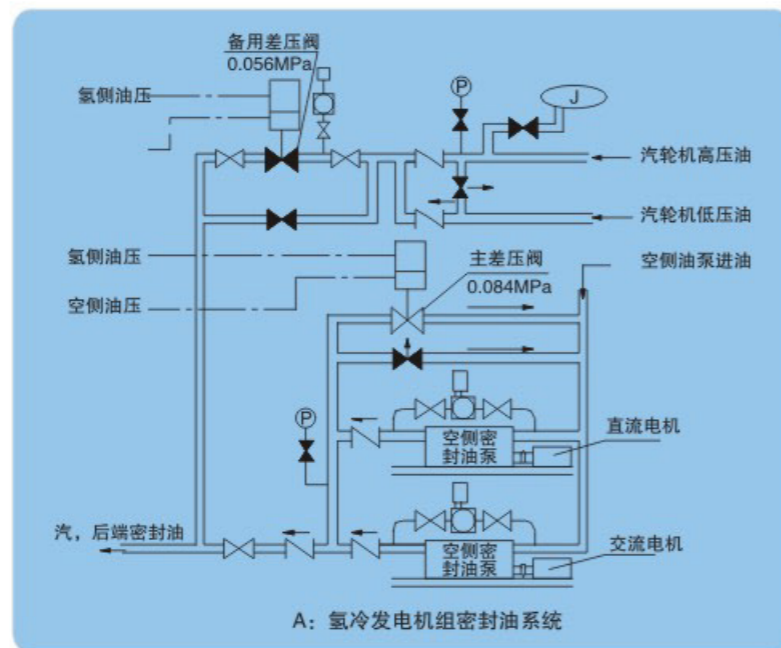 备用差压阀
0.056MPa
氢侧油压
P
J
汽轮机高压油
汽轮机低压油
氢侧油压
主差压阀
0.084MPa
空侧油泵进油
空侧油压
P
空侧密
封油泵
直流电机
汽，后端密封油
空侧密
封油泵
交流电机
A：氢冷发电机组密封油系统